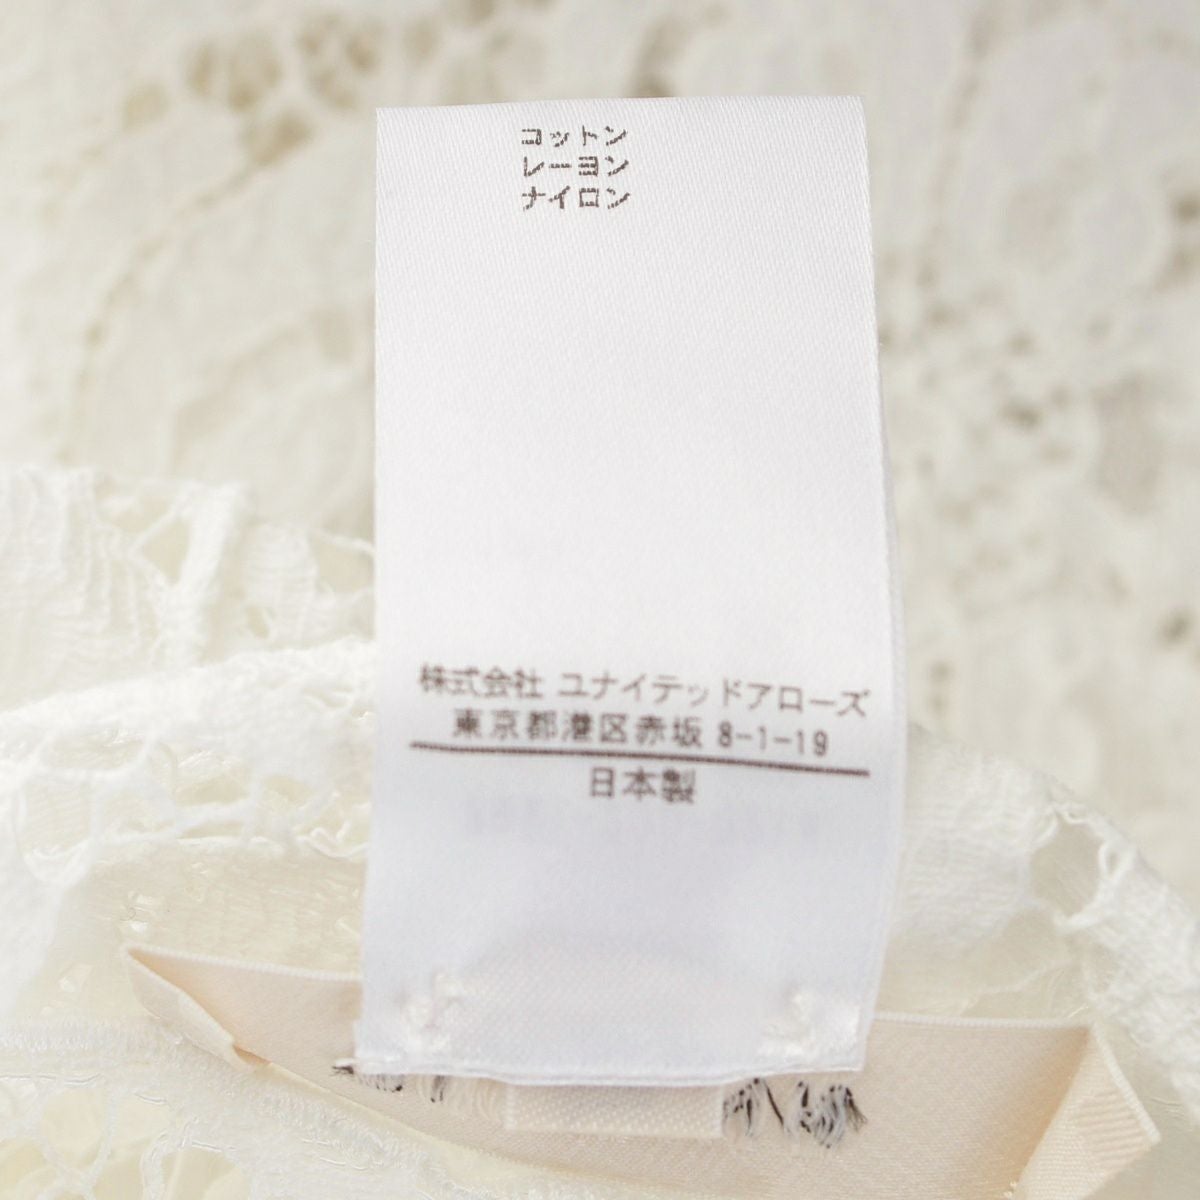 コットン
レーヨン
ナイロン
株式会社 ユナイテッドアローズ
東京都港区赤坂 8-1-19
日本製